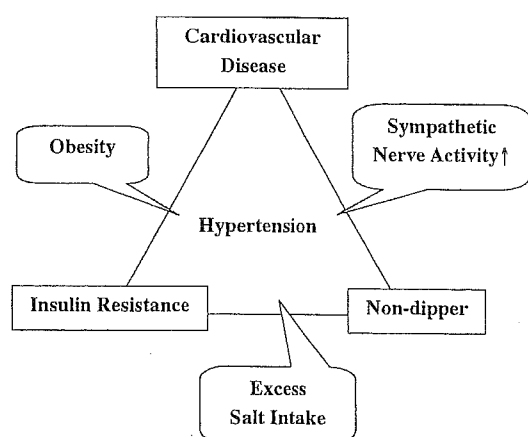 Cardiovascular
Disease
Obesity
Sympathetic
Nerve Activity↑
Hypertension
Insulin Resistance
Non-dipper
Excess
Salt Intake